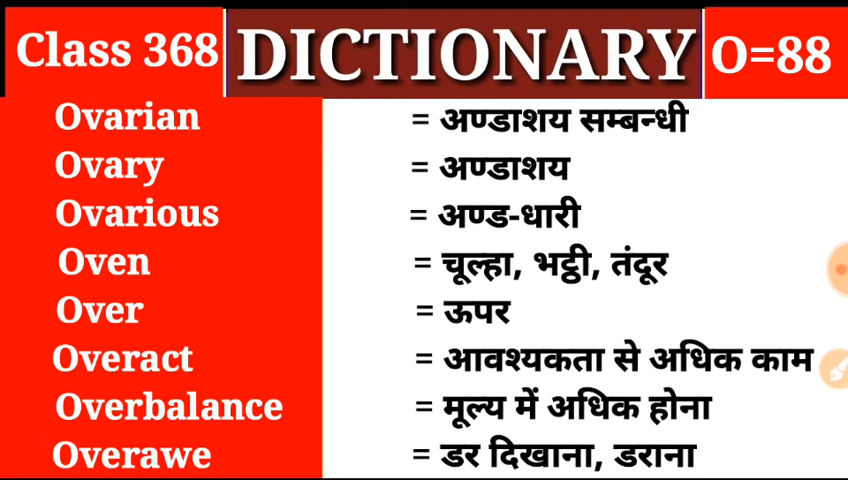 Class 368 DICTIONARY O=88
Ovarian = अण्डाशय सम्बन्धी
Ovary = अण्डाशय
Ovarious = अण्ड-धारी
Oven = चूल्हा, भट्ठी, तंदूर
Over = ऊपर
Overact = आवश्यकता से अधिक काम
Overbalance = मूल्य में अधिक होना
Overawe = डर दिखाना, डराना